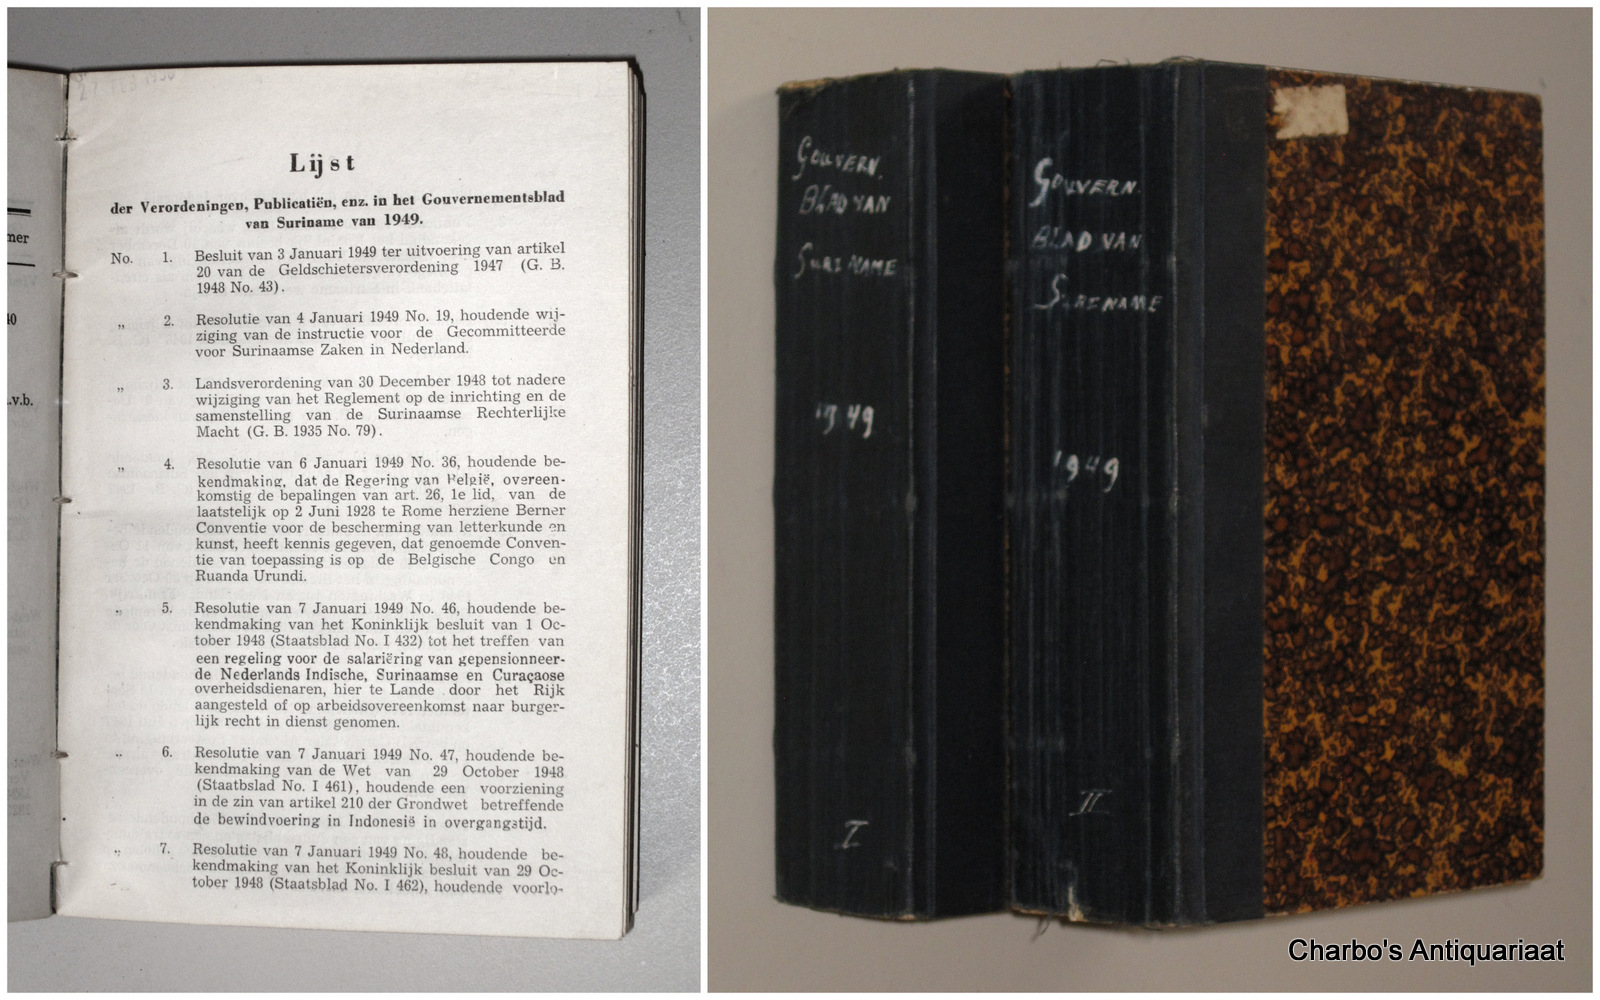 27 FEB 1950
Lijst
der Verordeningen, Publicatiën, enz. in het Gouvernementsblad
van Suriname van 1949.
No. 1. Besluit van 3 Januari 1949 ter uitvoering van artikel
20 van de Geldschietersverordening 1947 (G. B.
1948 No. 43).
„ 2. Resolutie van 4 Januari 1949 No. 19, houdende wij-
ziging van de instructie voor de Gecommitteerde
voor Surinaamse Zaken in Nederland.
„ 3. Landsverordening van 30 December 1948 tot nadere
wijziging van het Reglement op de inrichting en de
samenstelling van de Surinaamse Rechterlijke
Macht (G. B. 1935 No. 79).
„ 4. Resolutie van 6 Januari 1949 No. 36, houdende be-
kendmaking, dat de Regering van België, overeen-
komstig de bepalingen van art. 26, 1e lid, van de
laatstelijk op 2 Juni 1928 te Rome herziene Berner
Conventie voor de bescherming van letterkunde en
kunst, heeft kennis gegeven, dat genoemde Conven-
tie van toepassing is op de Belgische Congo en
Ruanda Urundi.
„ 5. Resolutie van 7 Januari 1949 No. 46, houdende be-
kendmaking van het Koninklijk besluit van 1 Oc-
tober 1948 (Staatsblad No. I 432) tot het treffen van
een regeling voor de salariëring van gepensionneer-
de Nederlands Indische, Surinaamse en Curaçaose
overheidsdienaren, hier te Lande door het Rijk
aangesteld of op arbeidsovereenkomst naar burger-
lijk recht in dienst genomen.
„ 6. Resolutie van 7 Januari 1949 No. 47, houdende be-
kendmaking van de Wet van 29 October 1948
(Staatbslad No. I 461), houdende een voorziening
in de zin van artikel 210 der Grondwet betreffende
de bewindvoering in Indonesië in overgangstijd.
„ 7. Resolutie van 7 Januari 1949 No. 48, houdende be-
kendmaking van het Koninklijk besluit van 29 Oc-
tober 1948 (Staatsblad No. I 462), houdende voorlo-
mer
40
.v.b.
GOUVERN.
BLAD VAN
SURINAME
1949
I
GOUVERN.
BLAD VAN
SURINAME
1949
II
Charbo's Antiquariaat